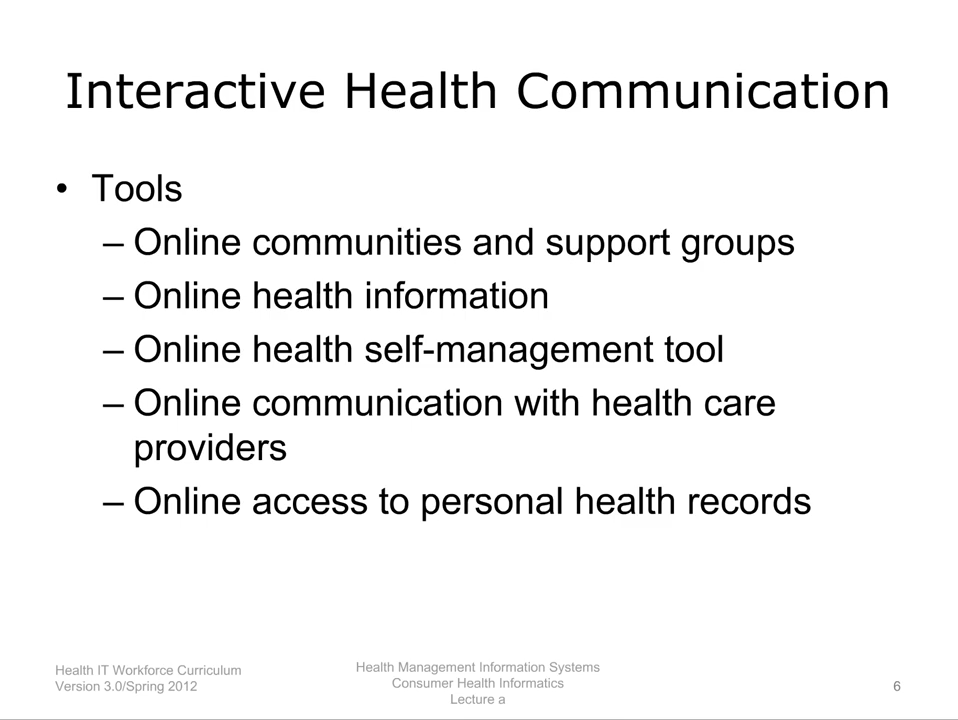 Interactive Health Communication
• Tools
– Online communities and support groups
– Online health information
– Online health self-management tool
– Online communication with health care
providers
– Online access to personal health records
Health IT Workforce Curriculum
Version 3.0/Spring 2012
Health Management Information Systems
Consumer Health Informatics
Lecture a
6